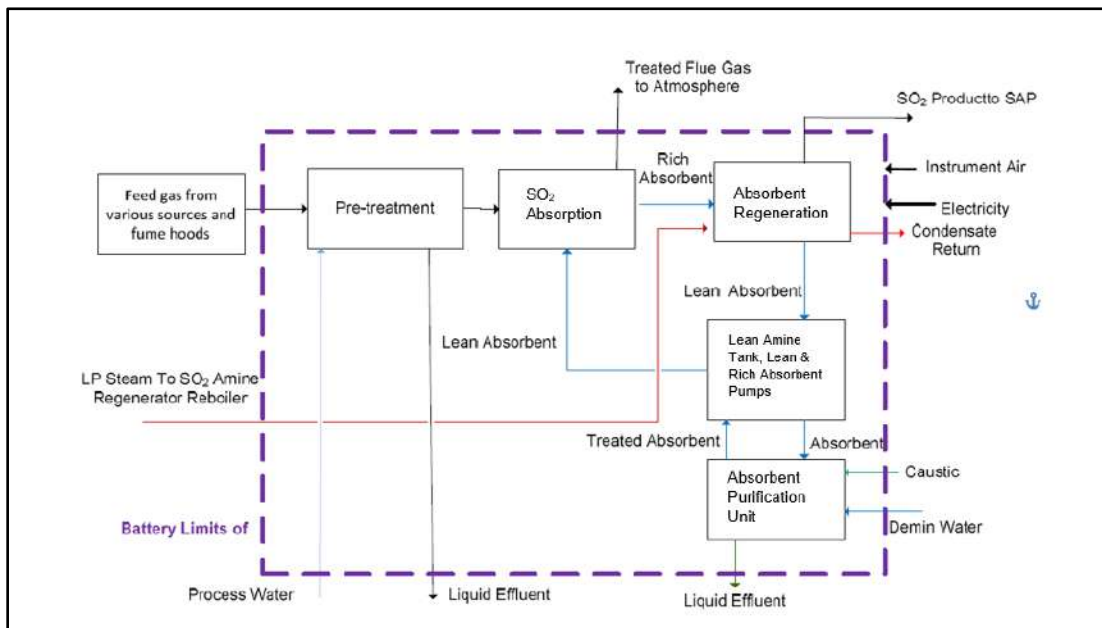 Treated Flue Gas
to Atmosphere
SO₂ Productto SAP
Rich
Absorbent
Instrument Air
Feed gas from
various sources and
fume hoods
Pre-treatment
SO₂
Absorption
Absorbent
Regeneration
Electricity
Condensate
Return
Lean Absorbent
Lean Absorbent
Lean Amine
Tank, Lean &
Rich Absorbent
Pumps
LP Steam To SO₂ Amine
Regenerator Reboiler
Treated Absorbent
Absorbent
Absorbent
Purification
Unit
Caustic
Demin Water
Battery Limits of
Process Water
Liquid Effluent
Liquid Effluent